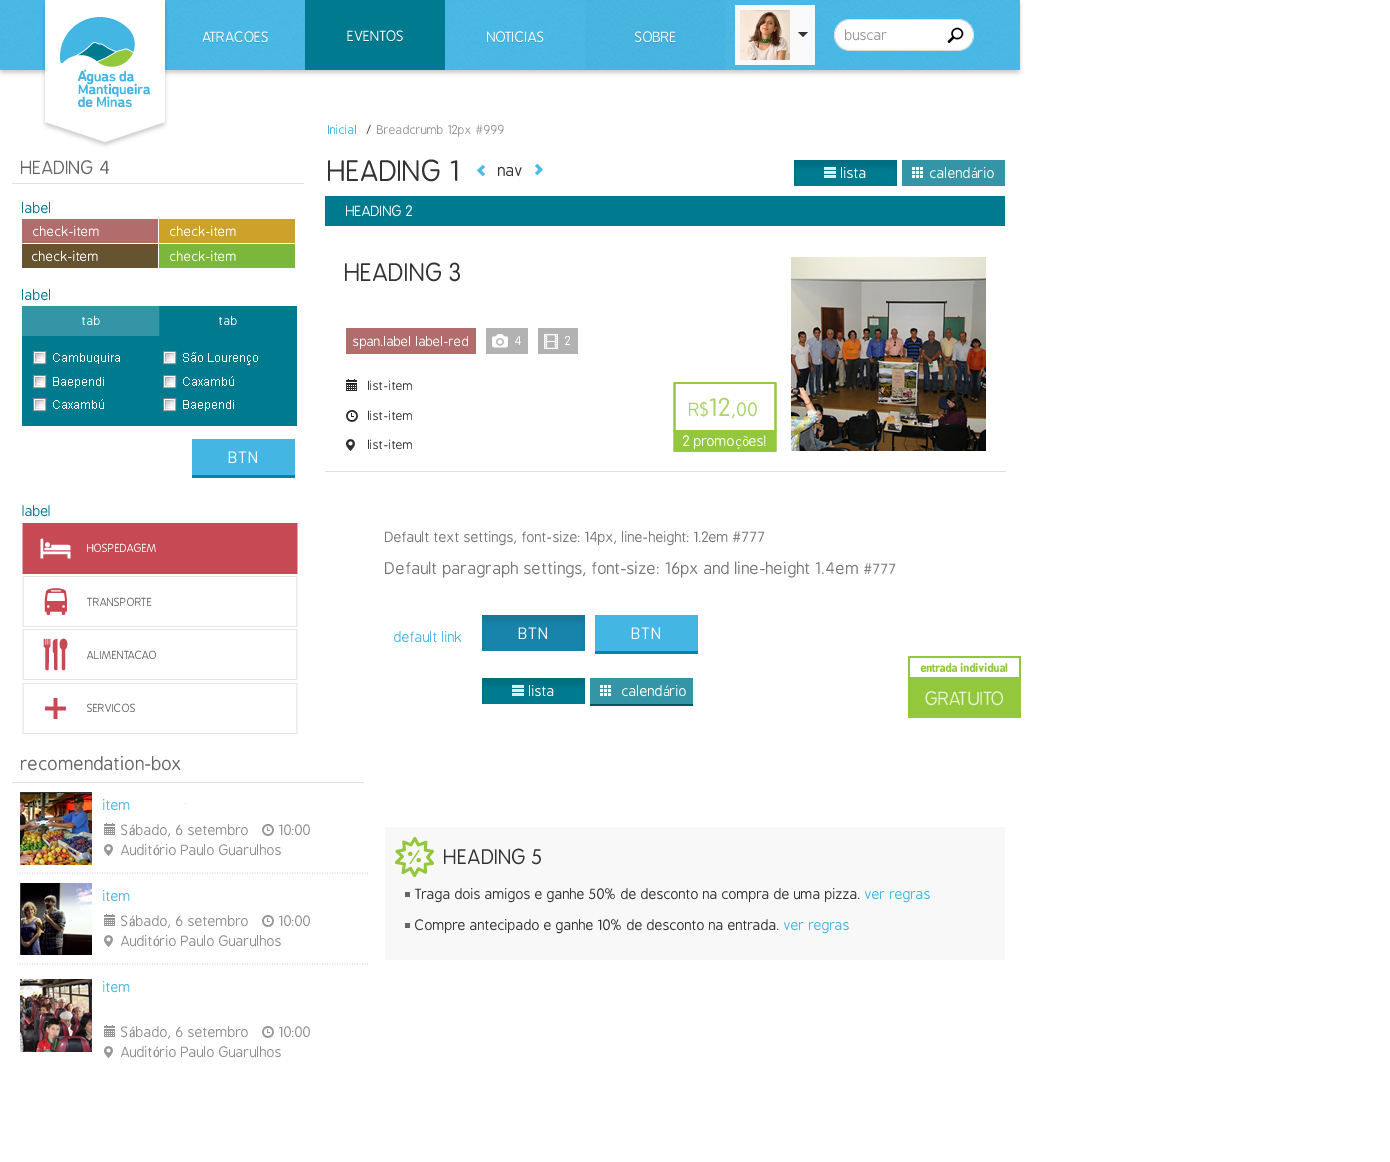 ATRACOES
EVENTOS
NOTICIAS
SOBRE
buscar
Águas da
Mantiqueira
de Minas
Inicial / Breadcrumb 12px #999
HEADING 4
HEADING 1 nav
lista
calendário
HEADING 2
label
check-item
check-item
check-item
check-item
HEADING 3
label
tab
tab
Cambuquira
São Lourenço
Baependi
Caxambú
Caxambú
Baependi
BTN
span.label label-red
4
2
list-item
list-item
list-item
R$12,00
2 promoções!
label
HOSPEDAGEM
TRANSPORTE
ALIMENTACAO
SERVICOS
Default text settings, font-size: 14px, line-height: 1.2em #777
Default paragraph settings, font-size: 16px and line-height 1.4em #777
default link
BTN
BTN
lista
calendário
entrada individual
GRATUITO
recomendation-box
item
Sábado, 6 setembro 10:00
Auditório Paulo Guarulhos
item
Sábado, 6 setembro 10:00
Auditório Paulo Guarulhos
item
Sábado, 6 setembro 10:00
Auditório Paulo Guarulhos
HEADING 5
Traga dois amigos e ganhe 50% de desconto na compra de uma pizza. ver regras
Compre antecipado e ganhe 10% de desconto na entrada. ver regras